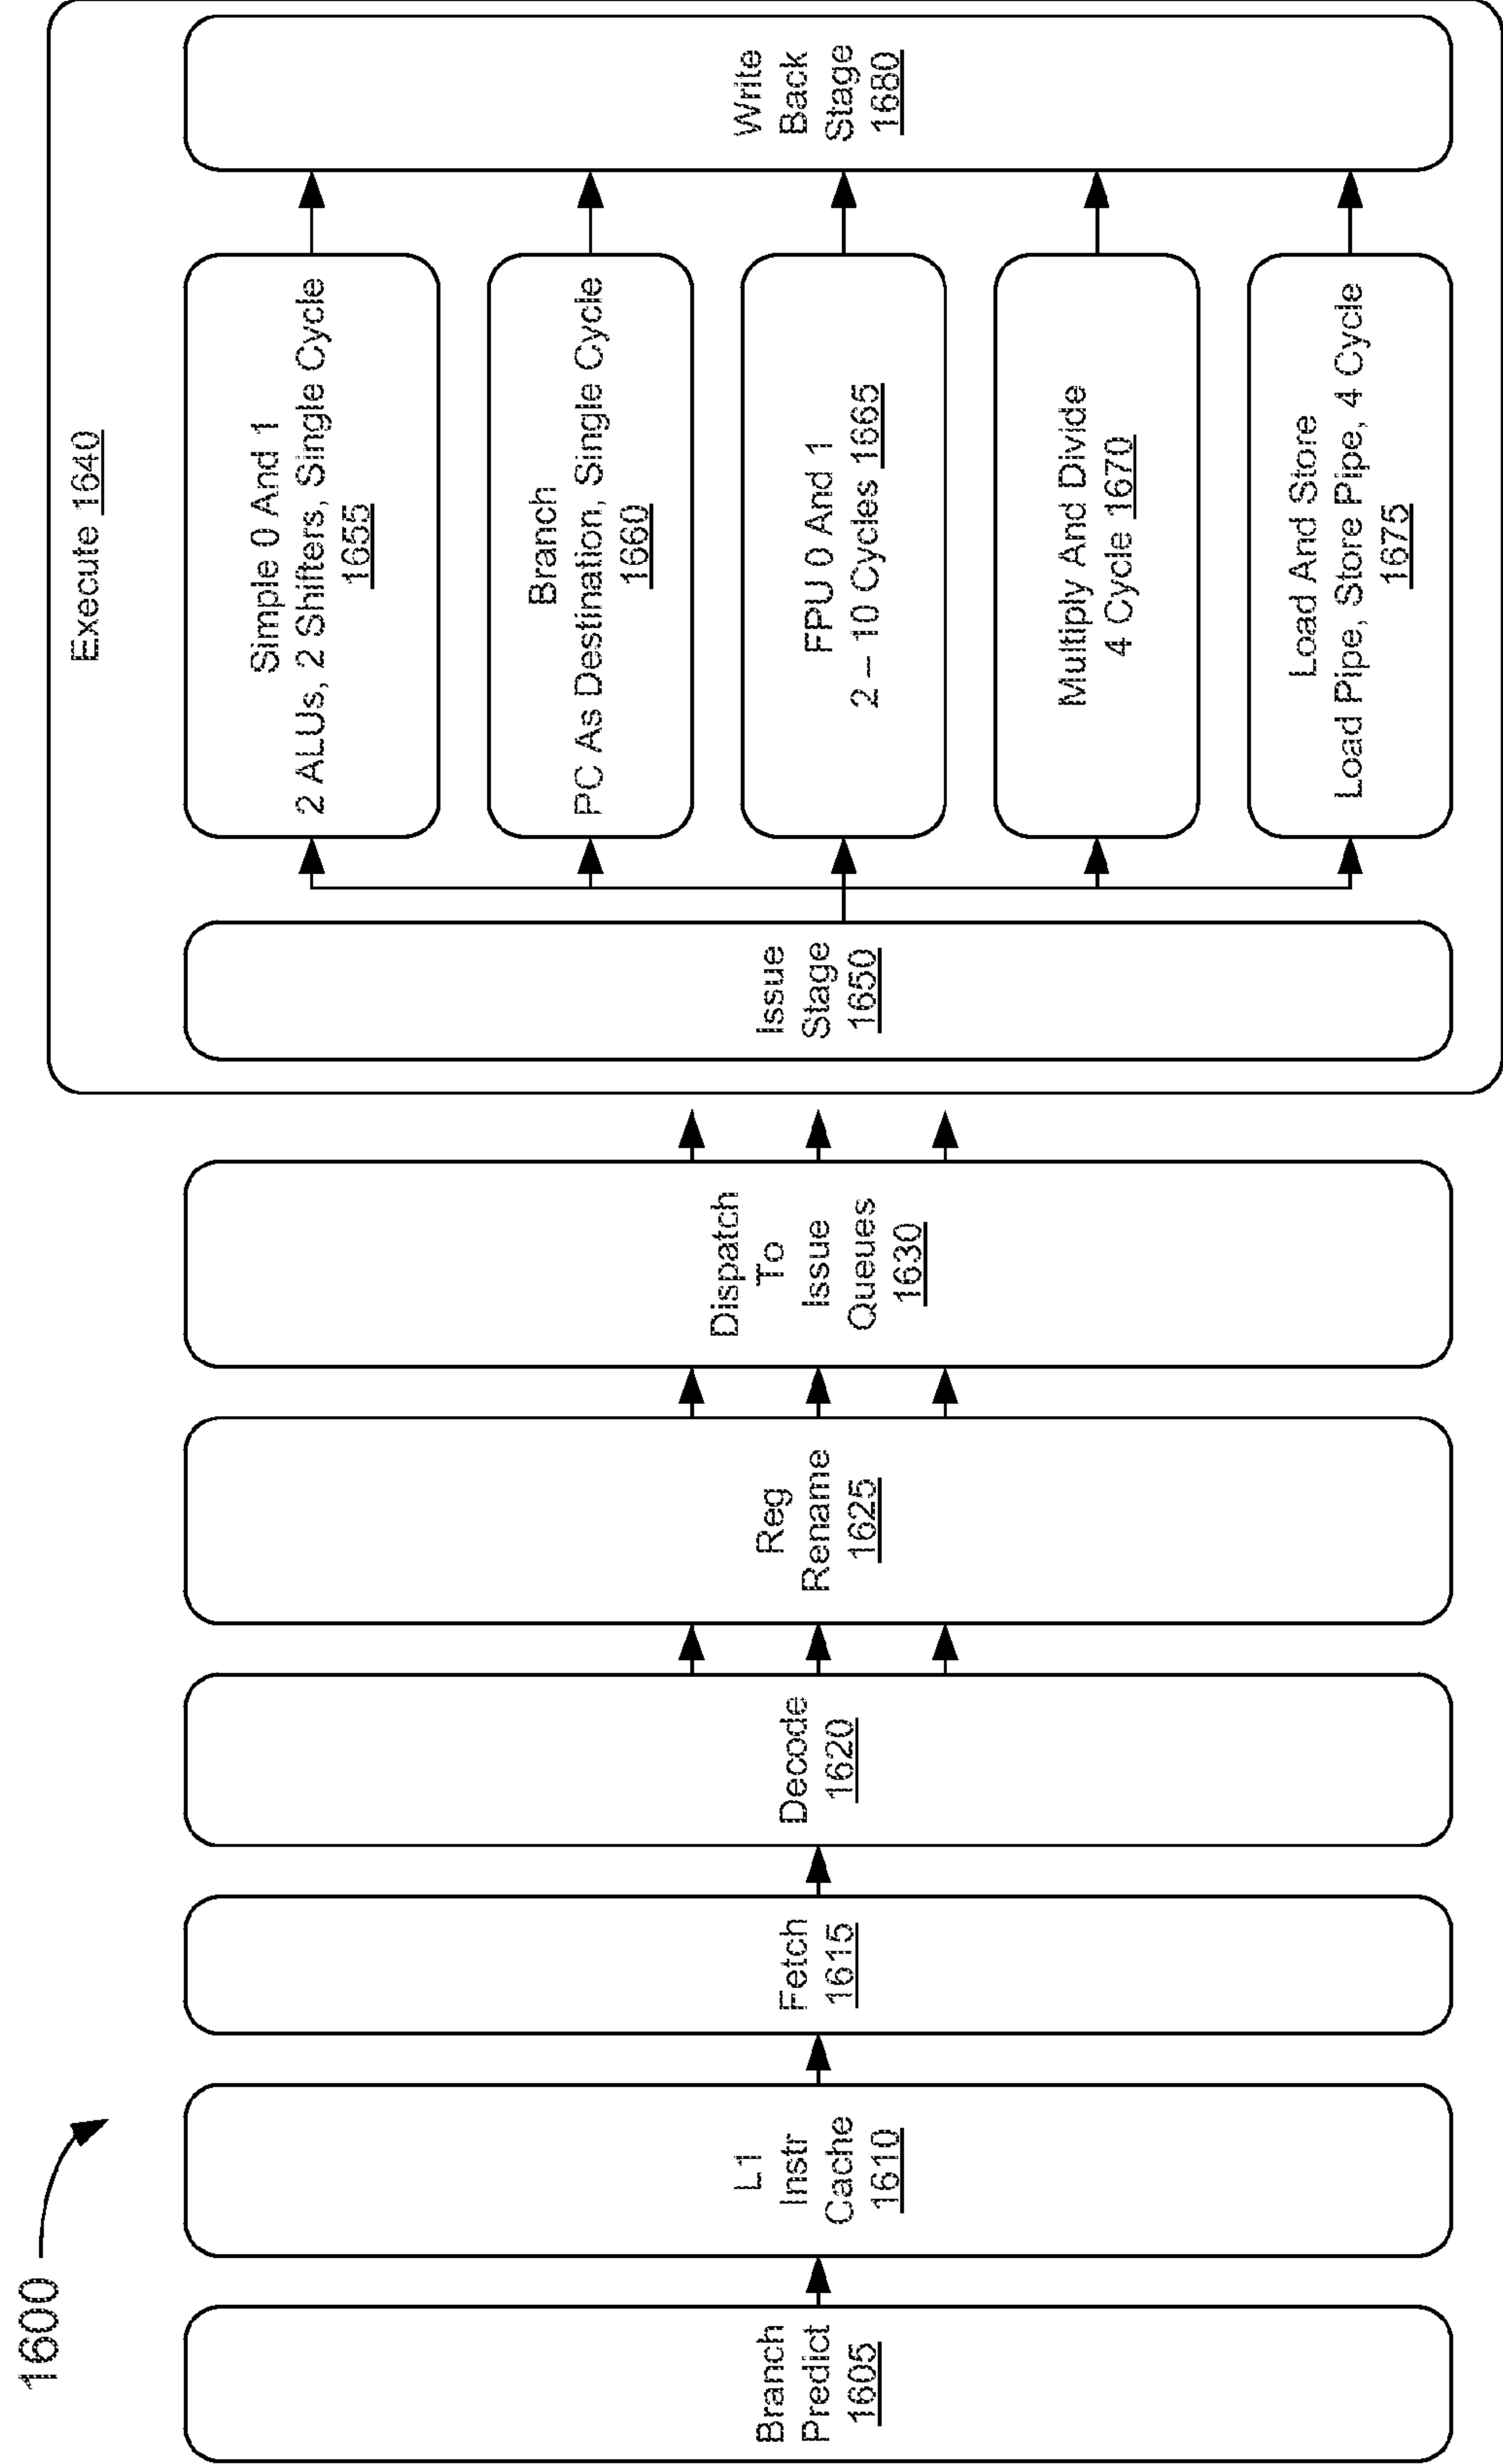 1600
Branch
Predict
1605
L1
Instr
Cache
1610
Fetch
1615
Decode
1620
Reg
Rename
1625
Dispatch
To
Issue
Queues
1630
Execute 1640
Issue
Stage
1650
Simple 0 And 1
2 ALUs, 2 Shifters, Single Cycle
1655
Branch
PC As Destination, Single Cycle
1660
FPU 0 And 1
2 – 10 Cycles 1665
Multiply And Divide
4 Cycle 1670
Load And Store
Load Pipe, Store Pipe, 4 Cycle
1675
Write
Back
Stage
1680